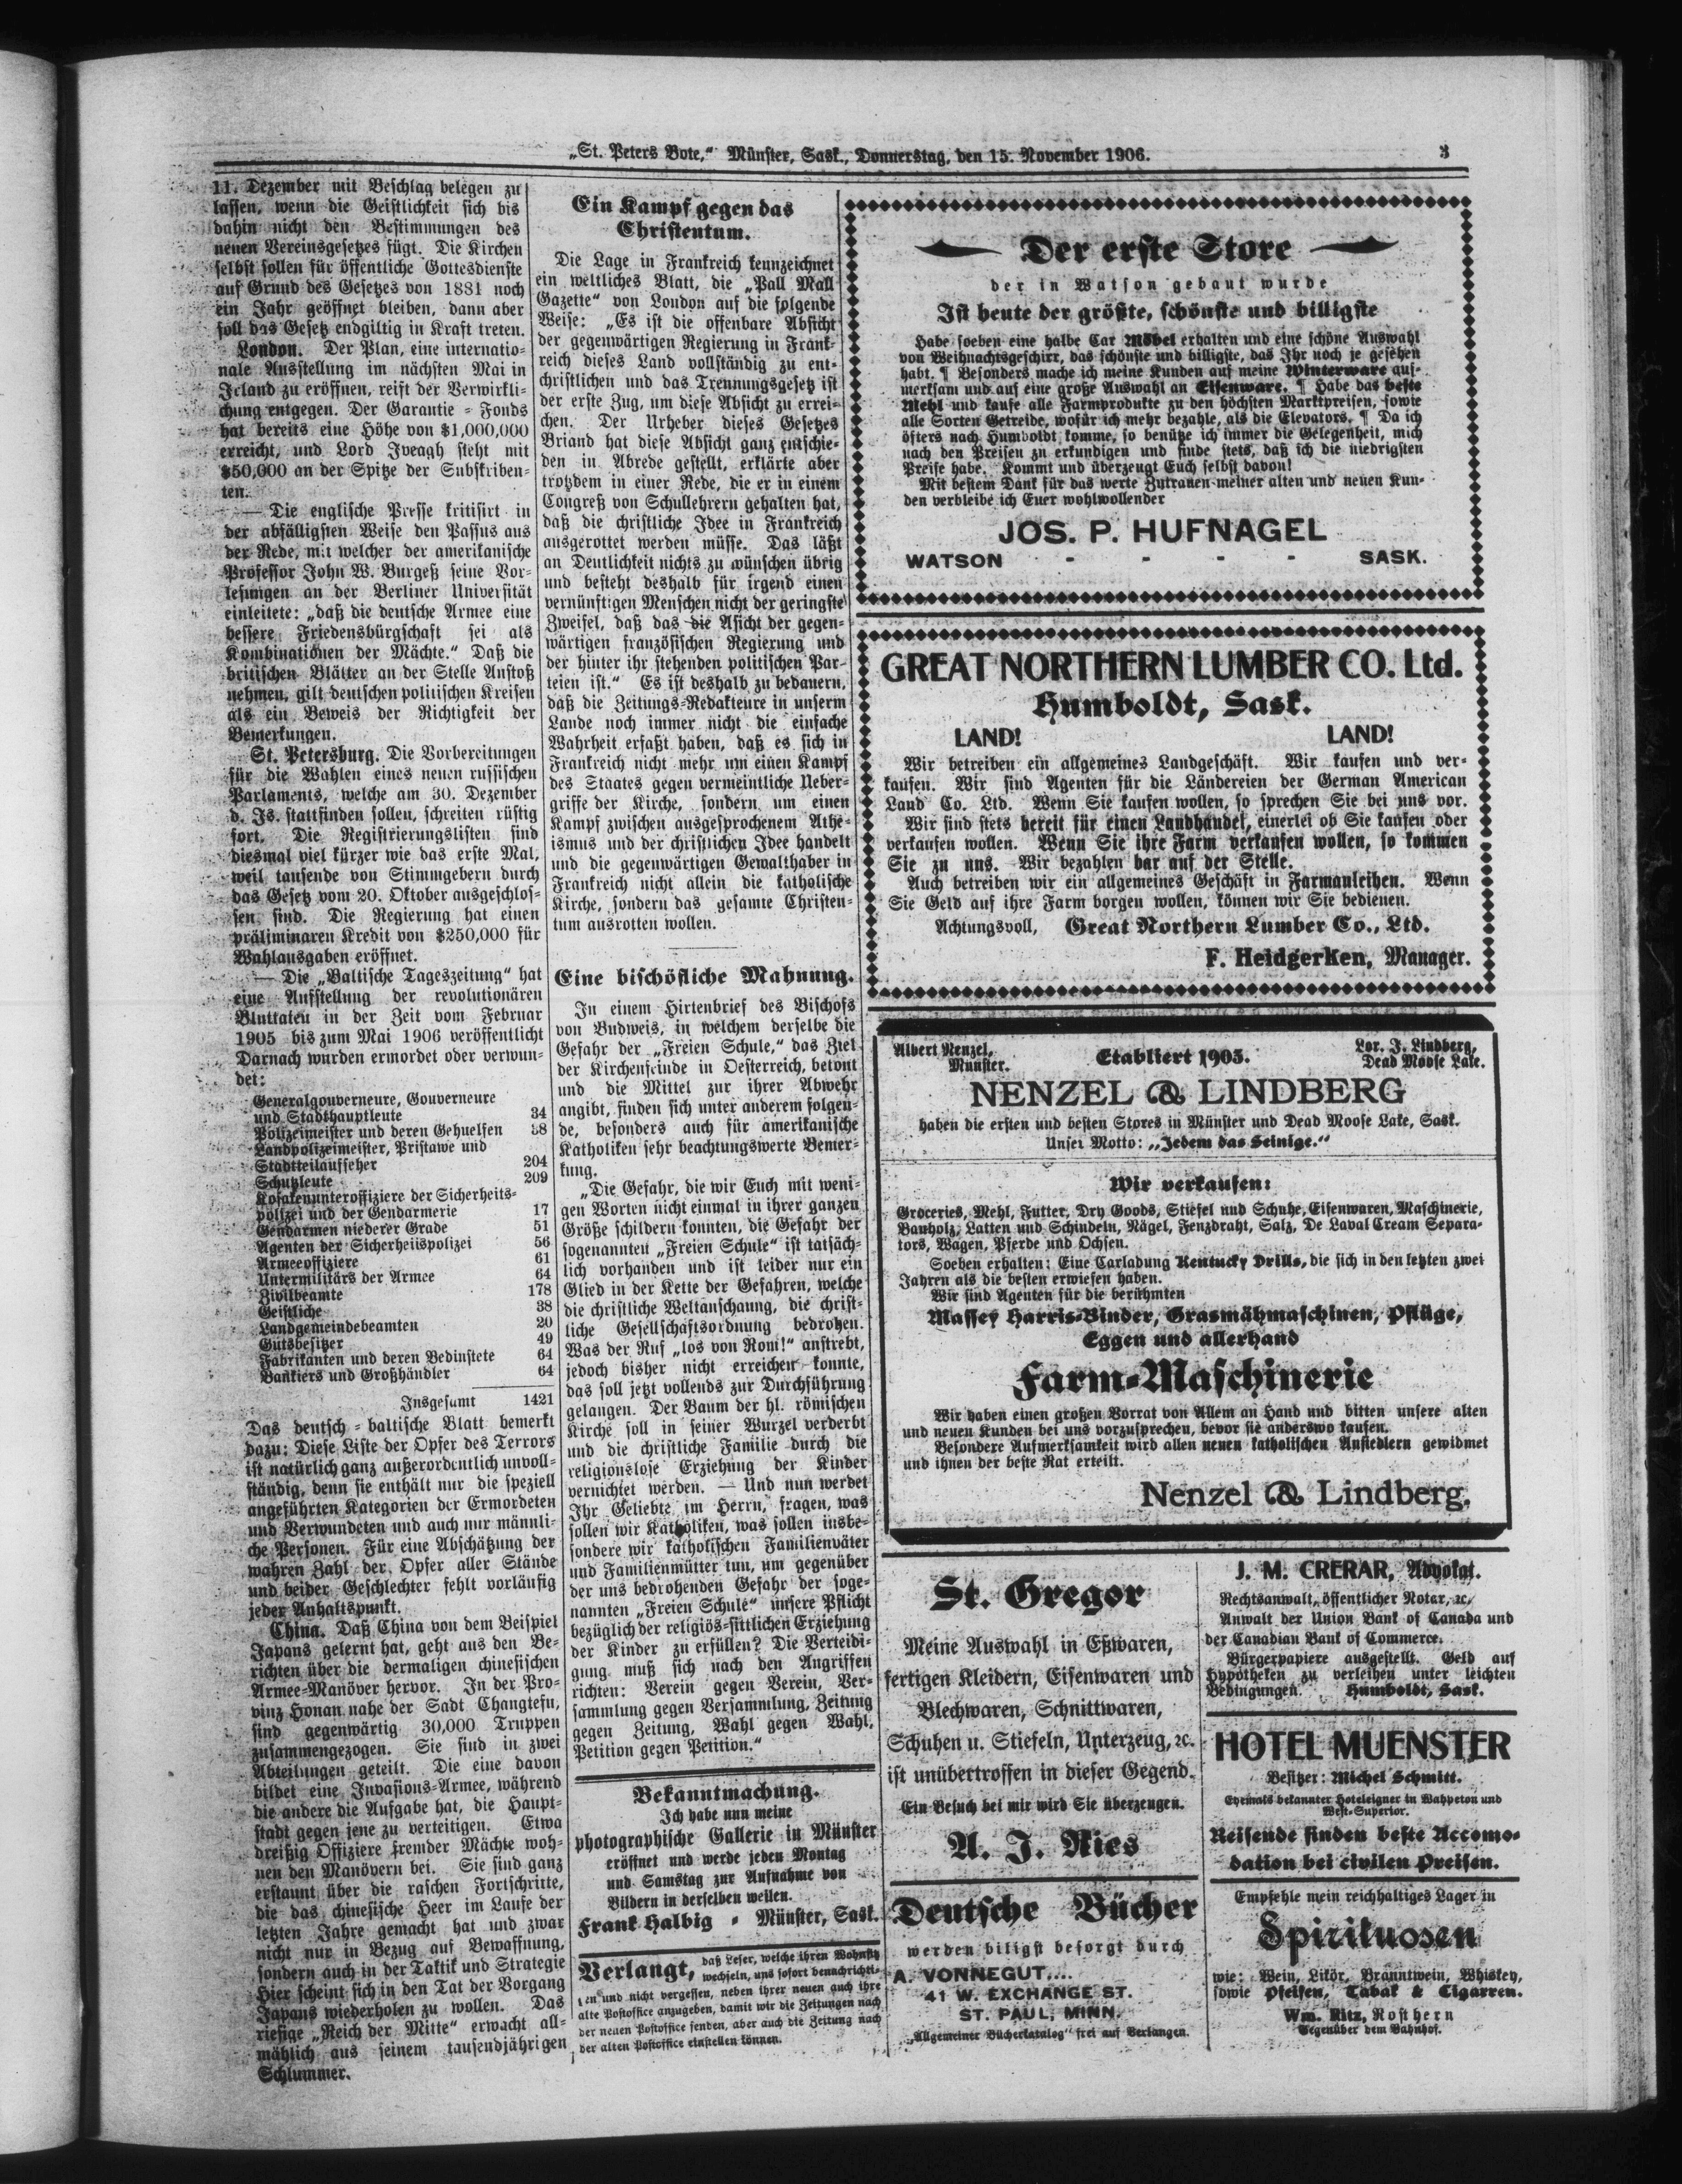 „St. Peters Bote,“ Münster, Sask., Donnerstag, den 15. November 1906.
3
11. Dezember mit Beschlag belegen zu
lassen, wenn die Geistlichkeit sich bis
dahin nicht den Bestimmungen des
neuen Vereinsgesetzes fügt. Die Kirchen
selbst sollen für öffentliche Gottesdienste
auf Grund des Gesetzes von 1881 noch
ein Jahr geöffnet bleiben, dann aber
soll das Gesetz endgiltig in Kraft treten.
London. Der Plan, eine internatio-
nale Ausstellung im nächsten Mai in
Irland zu eröffnen, reift der Verwirkli-
chung entgegen. Der Garantie-Fonds
hat bereits eine Höhe von $1,000,000
erreicht, und Lord Iveagh steht mit
$50,000 an der Spitze der Subskriben-
ten.
— Die englische Presse kritisirt in
der abfälligsten Weise den Passus aus
der Rede, mit welcher der amerikanische
Professor John W. Burgeß seine Vor-
lesungen an der Berliner Universität
einleitete: „daß die deutsche Armee eine
bessere Friedensbürgschaft sei als
Kombinationen der Mächte.“ Daß die
britischen Blätter an der Stelle Anstoß
nehmen, gilt deutschen politischen Kreisen
als ein Beweis der Richtigkeit der
Bemerkungen.
St. Petersburg. Die Vorbereitungen
für die Wahlen eines neuen russischen
Parlaments, welche am 30. Dezember
d. Js. stattfinden sollen, schreiten rüstig
fort. Die Registrierungslisten sind
diesmal viel kürzer wie das erste Mal,
weil tausende von Stimmgebern durch
das Gesetz vom 20. Oktober ausgeschlos-
sen sind. Die Regierung hat einen
präliminaren Kredit von $250,000 für
Wahlausgaben eröffnet.
— Die „Baltische Tageszeitung“ hat
eine Aufstellung der revolutionären
Bluttaten in der Zeit vom Februar
1905 bis zum Mai 1906 veröffentlicht
Darnach wurden ermordet oder verwun-
det:
Generalgouverneure, Gouverneure
und Stadthauptleute 34
Polizeimeister und deren Gehuelfen 38
Landpolizeimeister, Pristawe und
Stadtteilaufseher 204
Schutzleute 209
Kosakenunteroffiziere der Sicherheits-
polizei und der Gendarmerie 17
Gendarmen niederer Grade 51
Agenten der Sicherheitspolizei 56
Armeeoffiziere 61
Untermilitärs der Armee 64
Zivilbeamte 178
Geistliche 38
Landgemeindebeamten 20
Gutsbesitzer 49
Fabrikanten und deren Bedinstete 64
Bankiers und Großhändler 64
Insgesamt 1421
Das deutsch-baltische Blatt bemerkt
dazu: Diese Liste der Opfer des Terrors
ist natürlich ganz außerordentlich unvoll-
ständig, denn sie enthält nur die speziell
angeführten Kategorien der Ermordeten
und Verwundeten und auch nur männli-
che Personen. Für eine Abschätzung der
wahren Zahl der Opfer aller Stände
und beider Geschlechter fehlt vorläufig
jeder Anhaltspunkt.
China. Daß China von dem Beispiel
Japans gelernt hat, geht aus den Be-
richten über die dermaligen chinesischen
Armee-Manöver hervor. In der Pro-
vinz Honan nahe der Sadt Changtefu,
sind gegenwärtig 30,000 Truppen
zusammengezogen. Sie sind in zwei
Abteilungen geteilt. Die eine davon
bildet eine Invasions-Armee, während
die andere die Aufgabe hat, die Haupt-
stadt gegen jene zu verteitigen. Etwa
dreißig Offiziere fremder Mächte woh-
nen den Manövern bei. Sie sind ganz
erstaunt über die raschen Fortschritte,
die das chinesische Heer im Laufe der
letzten Jahre gemacht hat und zwar
nicht nur in Bezug auf Bewaffnung,
sondern auch in der Taktik und Strategie
Hier scheint sich in den Tat der Vorgang
Japans wiederholen zu wollen. Das
riesige „Reich der Mitte“ erwacht all-
mählich aus seinem tausendjährigen
Schlummer.
Ein Kampf gegen das
Christentum.
Die Lage in Frankreich kennzeichnet
ein weltliches Blatt, die „Pall Mall
Gazette“ von London auf die folgende
Weise: „Es ist die offenbare Absicht
der gegenwärtigen Regierung in Frank-
reich dieses Land vollständig zu ent-
christlichen und das Trennungsgesetz ist
der erste Zug, um diese Absicht zu errei-
chen. Der Urheber dieses Gesetzes
Briand hat diese Absicht ganz entschie-
den in Abrede gestellt, erklärte aber
trotzdem in einer Rede, die er in einem
Congreß von Schullehrern gehalten hat,
daß die christliche Idee in Frankreich
ausgerottet werden müsse. Das läßt
an Deutlichkeit nichts zu wünschen übrig
und besteht deshalb für irgend einen
vernünftigen Menschen nicht der geringste
Zweifel, daß das die Asicht der gegen-
wärtigen französischen Regierung und
der hinter ihr stehenden politischen Par-
teien ist.“ Es ist deshalb zu bedauern,
daß die Zeitungs-Redakteure in unserm
Lande noch immer nicht die einfache
Wahrheit erfaßt haben, daß es sich in
Frankreich nicht mehr um einen Kampf
des Staates gegen vermeintliche Ueber-
griffe der Kirche, sondern um einen
Kampf zwischen ausgesprochenem Athe-
ismus und der christlichen Idee handelt
und die gegenwärtigen Gewalthaber in
Frankreich nicht allein die katholische
Kirche, sondern das gesamte Christen-
tum ausrotten wollen.
Eine bischöfliche Mahnung.
In einem Hirtenbrief des Bischofs
von Budweis, in welchem derselbe die
Gefahr der „Freien Schule,“ das Ziel
der Kirchenfeinde in Oesterreich, betont
und die Mittel zur ihrer Abwehr
angibt, finden sich unter anderem folgen-
de, besonders auch für amerikanische
Katholiken sehr beachtungswerte Bemer-
kung.
„Die Gefahr, die wir Euch mit weni-
gen Worten nicht einmal in ihrer ganzen
Größe schildern konnten, die Gefahr der
sogenannten „Freien Schule“ ist tatsäch-
lich vorhanden und ist leider nur ein
Glied in der Kette der Gefahren, welche
die christliche Weltanschaung, die christ-
liche Gesellschaftsordnung bedrohen.
Was der Ruf „los von Rom!“ anstrebt,
jedoch bisher nicht erreichen konnte,
das soll jetzt vollends zur Durchführung
gelangen. Der Baum der hl. römischen
Kirche soll in seiner Wurzel verderbt
und die christliche Familie durch die
religionslose Erziehung der Kinder
vernichtet werden. — Und nun werdet
Ihr Geliebte im Herrn, fragen, was
sollen wir Katholiken, was sollen insbe-
sondere wir katholischen Familienväter
und Familienmütter tun, um gegenüber
der uns bedrohenden Gefahr der soge-
nannten „Freien Schule“ unsere Pflicht
bezüglich der religiös-sittlichen Erziehung
der Kinder zu erfüllen? Die Verteidi-
gung muß sich nach den Angriffen
richten: Verein gegen Verein, Ver-
sammlung gegen Versammlung, Zeitung
gegen Zeitung, Wahl gegen Wahl,
Petition gegen Petition.“
Bekanntmachung.
Ich habe nun meine
photographische Gallerie in Münster
eröffnet und werde jeden Montag
und Samstag zur Aufnahme von
Bildern in derselben weilen.
Frank Halbig - Münster, Sask.
Verlangt, daß Leser, welche ihren Wohnsitz
wechseln, uns sofort benachrichti-
en und nicht vergessen, neben ihrer neuen auch ihre
alte Postoffice anzugeben, damit wir die Zeitungen nach
der neuen Postoffice senden, aber auch die Zeitung nach
der alten Postoffice einstellen können.
Der erste Store
der in Watson gebaut wurde
Ist heute der größte, schönste und billigste
Habe soeben eine halbe Car Möbel erhalten und eine schöne Auswahl
von Weihnachtsgeschirr, das schönste und billigste, das Ihr noch je gesehen
habt. ¶ Besonders mache ich meine Kunden auf meine Winterware auf-
merksam und auf eine große Auswahl an Eisenware. ¶ Habe das beste
Mehl und kaufe alle Farmprodukte zu den höchsten Marktpreisen, sowie
alle Sorten Getreide, wofür ich mehr bezahle, als die Elevators. ¶ Da ich
öfters nach Humboldt komme, so benütze ich immer die Gelegenheit, mich
nach den Preisen zu erkundigen und finde stets, daß ich die niedrigsten
Preise habe. Kommt und überzeugt Euch selbst davon!
Mit bestem Dank für das werte Zutrauen meiner alten und neuen Kun-
den verbleibe ich Euer wohlwollender
JOS. P. HUFNAGEL
WATSON - - - - SASK.
GREAT NORTHERN LUMBER CO. Ltd.
Humboldt, Sask.
LAND! LAND!
Wir betreiben ein allgemeines Landgeschäft. Wir kaufen und ver-
kaufen. Wir sind Agenten für die Ländereien der German American
Land Co. Ltd. Wenn Sie kaufen wollen, so sprechen Sie bei uns vor.
Wir sind stets bereit für einen Landhandel, einerlei ob Sie kaufen oder
verkaufen wollen. Wenn Sie ihre Farm verkaufen wollen, so kommen
Sie zu uns. Wir bezahlen bar auf der Stelle.
Auch betreiben wir ein allgemeines Geschäft in Farmanleihen. Wenn
Sie Geld auf ihre Farm borgen wollen, können wir Sie bedienen.
Achtungsvoll, Great Northern Lumber Co., Ltd.
F. Heidgerken, Manager.
Albert Nenzel,
Münster.
Etabliert 1905.
Lor. J. Lindberg,
Dead Moose Lake.
NENZEL & LINDBERG
haben die ersten und besten Stores in Münster und Dead Moose Lake, Sask.
Unser Motto: „Jedem das Seinige.“
Wir verkaufen:
Groceries, Mehl, Futter, Dry Goods, Stiefel und Schuhe, Eisenwaren, Maschinerie,
Bauholz, Latten und Schindeln, Nägel, Fenzdraht, Salz, De Laval Cream Separa-
tors, Wagen, Pferde und Ochsen.
Soeben erhalten: Eine Carladung Kentucky Drills, die sich in den letzten zwei
Jahren als die besten erwiesen haben.
Wir sind Agenten für die berühmten
Massey Harris-Binder, Grasmähmaschinen, Pflüge,
Eggen und allerhand
Farm-Maschinerie
Wir haben einen großen Vorrat von Allem an Hand und bitten unsere alten
und neuen Kunden bei uns vorzusprechen, bevor sie anderswo kaufen.
Besondere Aufmerksamkeit wird allen neuen katholischen Ansiedlern gewidmet
und ihnen der beste Rat erteilt.
Nenzel & Lindberg.
St. Gregor
Meine Auswahl in Eßwaren,
fertigen Kleidern, Eisenwaren und
Blechwaren, Schnittwaren,
Schuhen u. Stiefeln, Unterzeug, ꝛc.
ist unübertroffen in dieser Gegend.
Ein Besuch bei mir wird Sie überzeugen.
A. J. Ries
Deutsche Bücher
werden biligst besorgt durch
A. VONNEGUT....
41 W. EXCHANGE ST.
ST. PAUL, MINN.
„Allgemeiner Bücherkatalog“ frei auf Verlangen.
J. M. CRERAR, Advokat.
Rechtsanwalt, öffentlicher Notar, ꝛc.
Anwalt der Union Bank of Canada und
der Canadian Bank of Commerce.
Bürgerpapiere ausgestellt. Geld auf
Hypotheken zu verleihen unter leichten
Bedingungen. Humboldt, Sask.
HOTEL MUENSTER
Besitzer: Michel Schmitt.
Ehemals bekannter Hoteleigner in Wahpeton und
West-Superior.
Reisende finden beste Accomo-
dation bei civilen Preisen.
Empfehle mein reichhaltiges Lager in
Spirituosen
wie: Wein, Likör, Branntwein, Whiskey,
sowie Pfeifen, Tabak & Cigarren.
Wm. Ritz, Rosthern
Gegenüber dem Bahnhof.